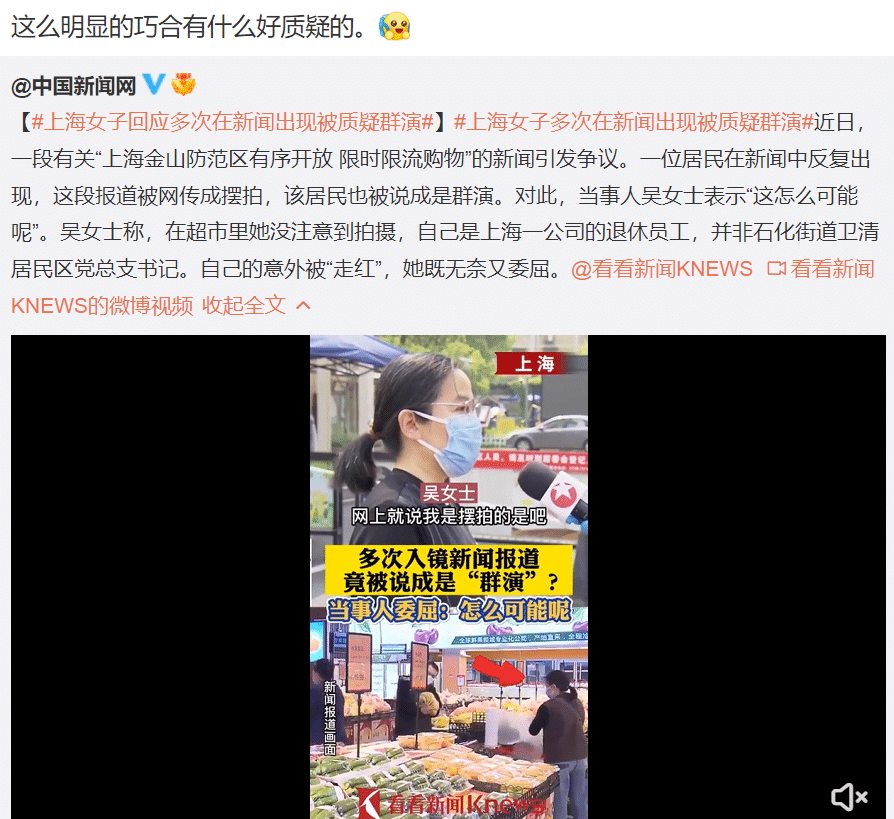 这么明显的巧合有什么好质疑的。
@中国新闻网
【#上海女子回应多次在新闻出现被质疑群演#】#上海女子多次在新闻出现被质疑群演#近日，
一段有关“上海金山防范区有序开放 限时限流购物”的新闻引发争议。一位居民在新闻中反复出
现，这段报道被网传成摆拍，该居民也被说成是群演。对此，当事人吴女士表示“这怎么可能
呢”。吴女士称，在超市里她没注意到拍摄，自己是上海一公司的退休员工，并非石化街道卫清
居民区党总支书记。自己的意外被“走红”，她既无奈又委屈。@看看新闻KNEWS 看看新闻
KNEWS的微博视频 收起全文
上海
吴女士
网上就说我是摆拍的是吧
多次入镜新闻报道
竟被说成是“群演”？
当事人委屈：怎么可能呢
新闻报道画面
看看新闻Knews